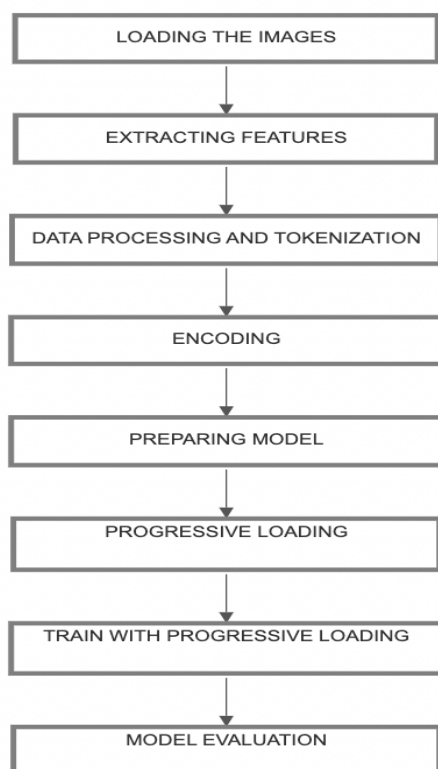 LOADING THE IMAGES
EXTRACTING FEATURES
DATA PROCESSING AND TOKENIZATION
ENCODING
PREPARING MODEL
PROGRESSIVE LOADING
TRAIN WITH PROGRESSIVE LOADING
MODEL EVALUATION